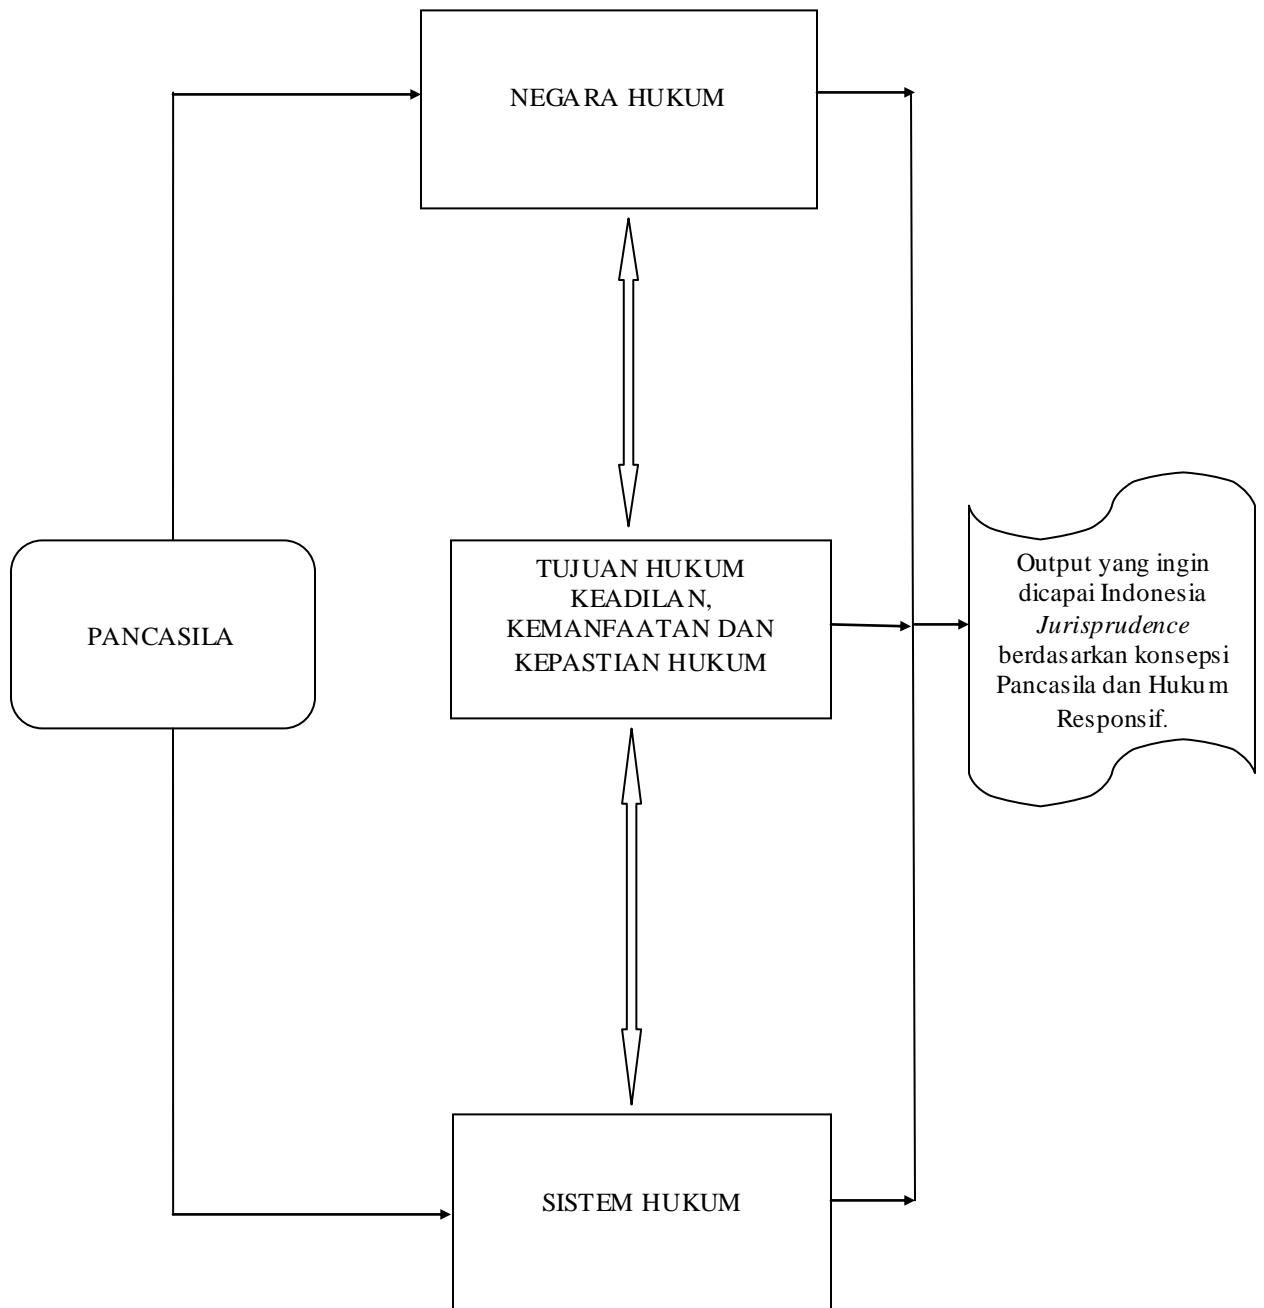 NEGARA HUKUM
PANCASILA
TUJUAN HUKUM
KEADILAN,
KEMANFAATAN DAN
KEPASTIAN HUKUM
Output yang ingin
dicapai Indonesia
Jurisprudence
berdasarkan konsepsi
Pancasila dan Hukum
Responsif.
SISTEM HUKUM